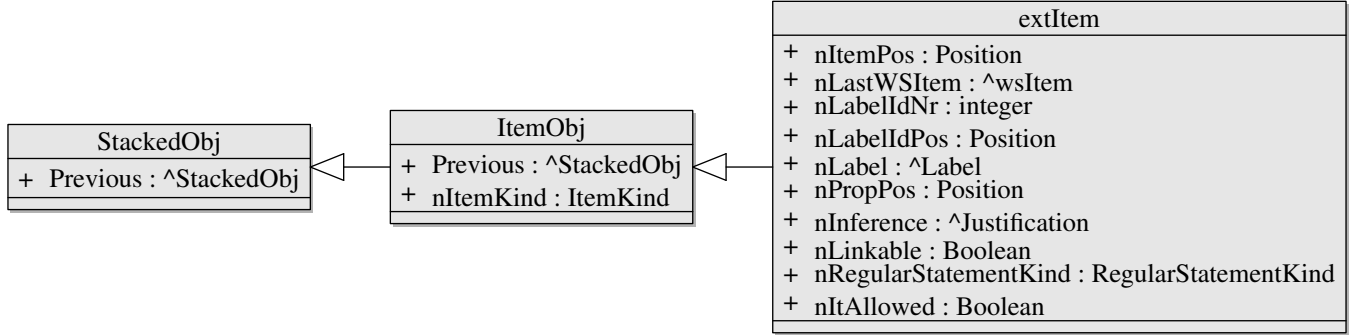 StackedObj
+ Previous : ^StackedObj
ItemObj
+ Previous : ^StackedObj
+ nItemKind : ItemKind
extItem
+ nItemPos : Position
+ nLastWSItem : ^wsItem
+ nLabelIdNr : integer
+ nLabelIdPos : Position
+ nLabel : ^Label
+ nPropPos : Position
+ nInference : ^Justification
+ nLinkable : Boolean
+ nRegularStatementKind : RegularStatementKind
+ nItAllowed : Boolean